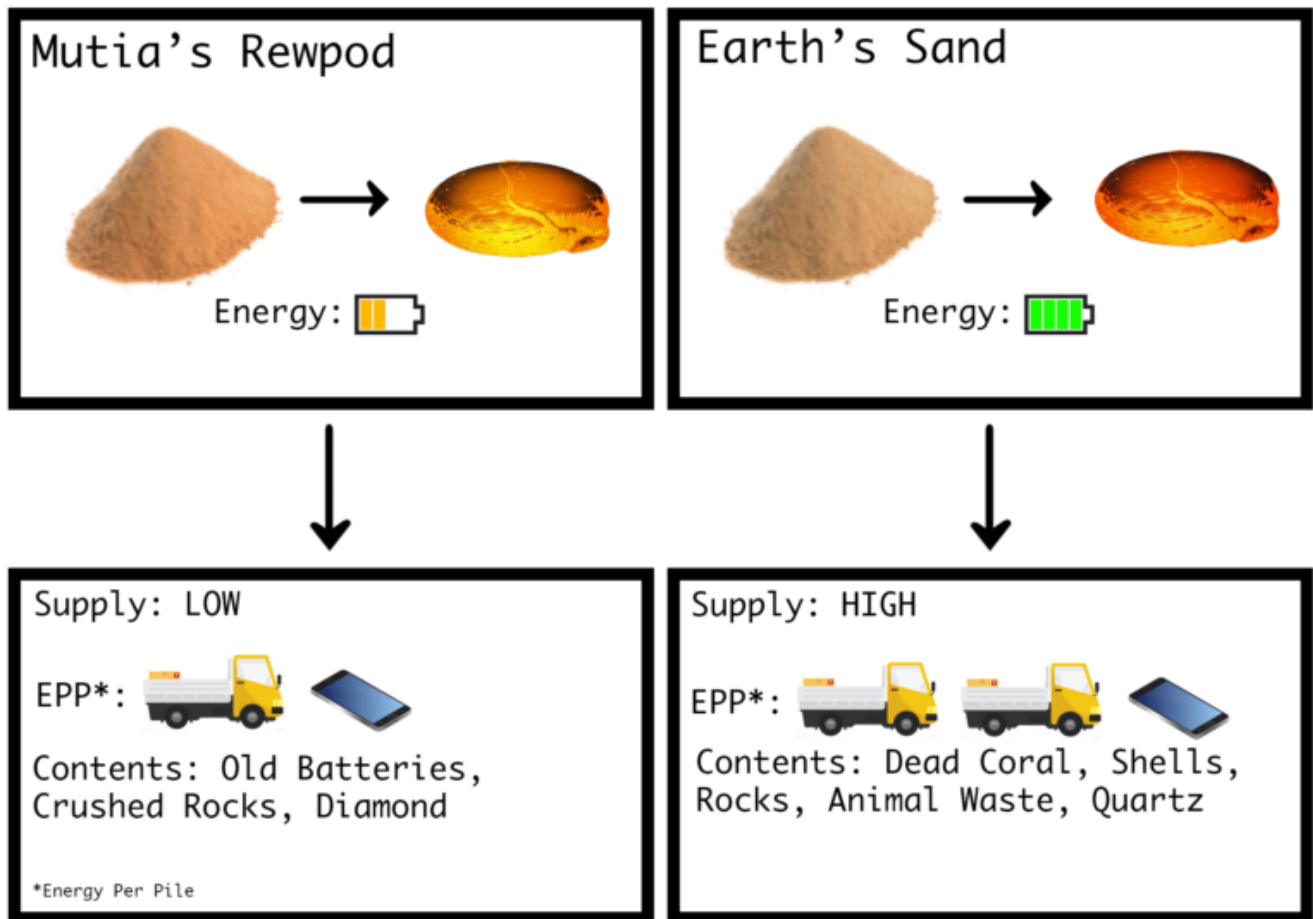 Mutia's Rewpod
Energy:
Earth's Sand
Energy:
Supply: LOW
EPP*:
Contents: Old Batteries,
Crushed Rocks, Diamond
*Energy Per Pile
Supply: HIGH
EPP*:
Contents: Dead Coral, Shells,
Rocks, Animal Waste, Quartz